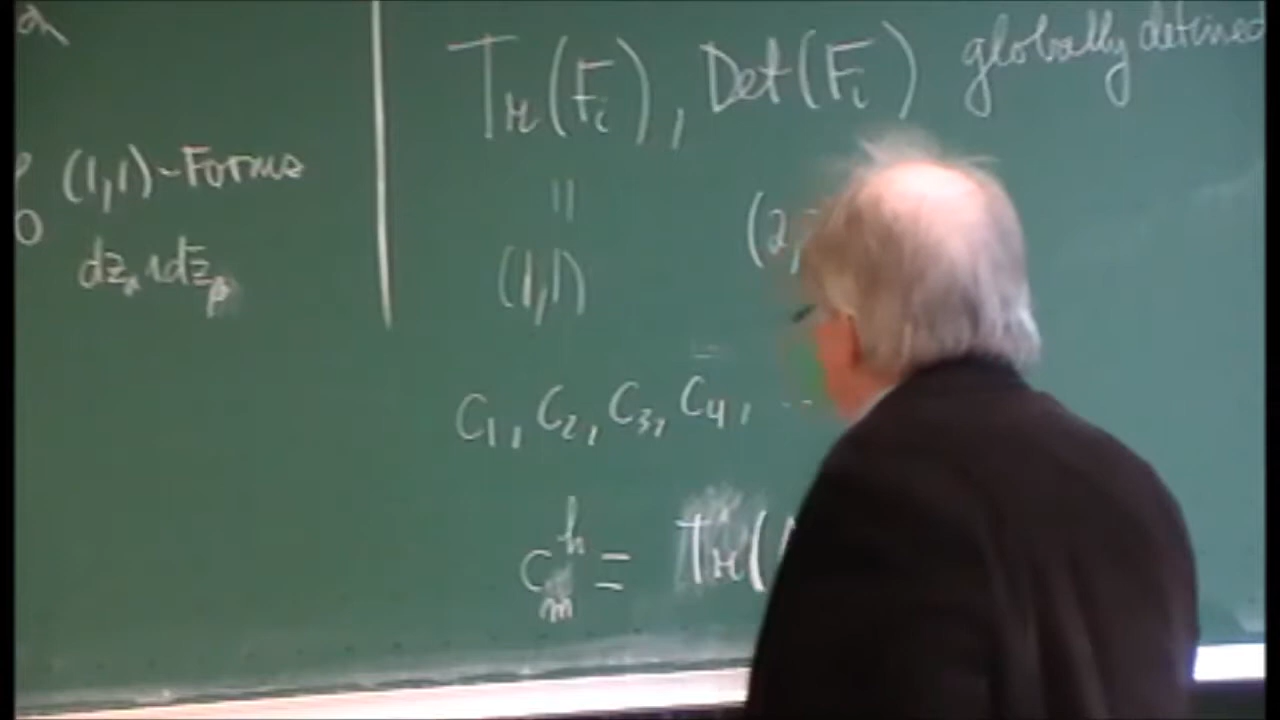 (1,1)-Forms
dz_α ∧ dz̄_β
Tr(F_i), Det(F_i) globally defined
"
(1,1) (2,
C_1, C_2, C_3, C_4, ...
C_m^h = Tr(